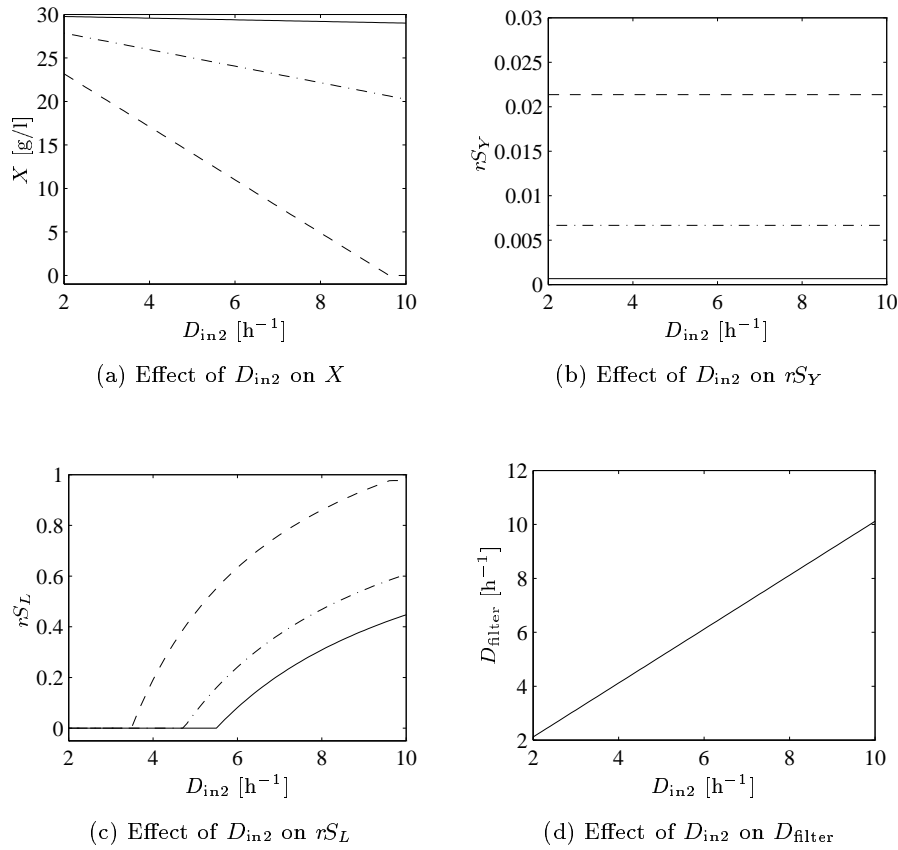 30
25
20
15
10
5
0
X [g/l]
2 4 6 8 10
D_in2 [h⁻¹]
(a) Effect of D_in2 on X
0.03
0.025
0.02
0.015
0.01
0.005
0
rS_Y
2 4 6 8 10
D_in2 [h⁻¹]
(b) Effect of D_in2 on rS_Y
1
0.8
0.6
0.4
0.2
0
rS_L
2 4 6 8 10
D_in2 [h⁻¹]
(c) Effect of D_in2 on rS_L
12
10
8
6
4
2
D_filter [h⁻¹]
2 4 6 8 10
D_in2 [h⁻¹]
(d) Effect of D_in2 on D_filter